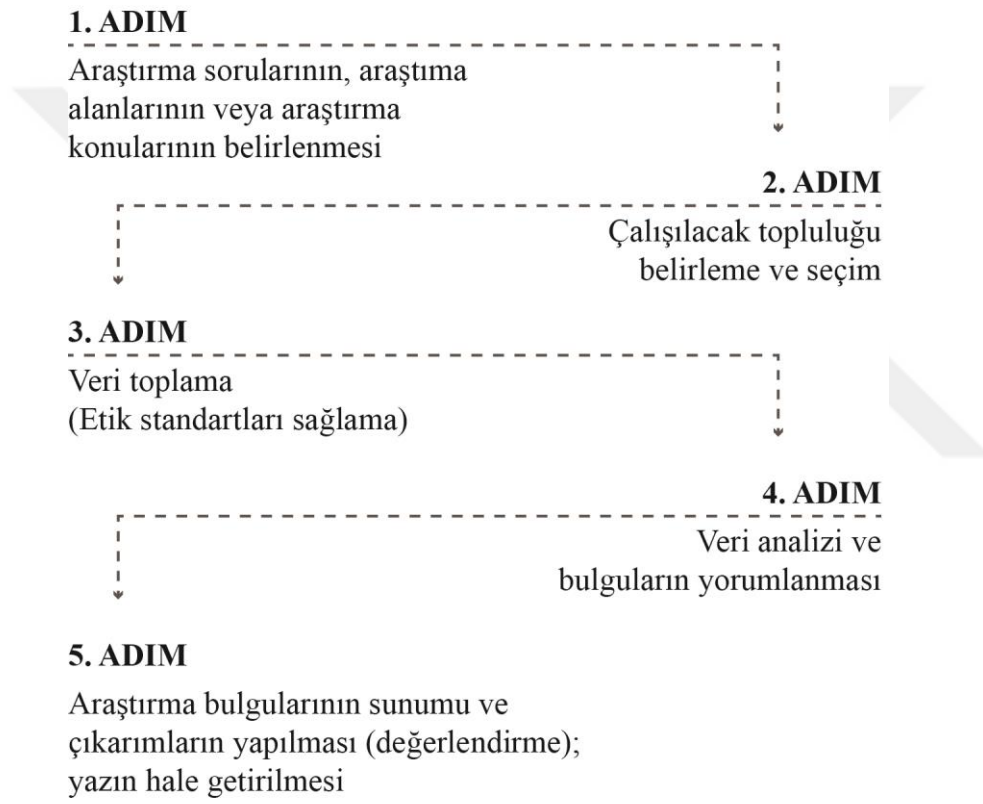 1. ADIM
Araştırma sorularının, araştıma
alanlarının veya araştırma
konularının belirlenmesi
2. ADIM
Çalışılacak topluluğu
belirleme ve seçim
3. ADIM
Veri toplama
(Etik standartları sağlama)
4. ADIM
Veri analizi ve
bulguların yorumlanması
5. ADIM
Araştırma bulgularının sunumu ve
çıkarımların yapılması (değerlendirme);
yazın hale getirilmesi